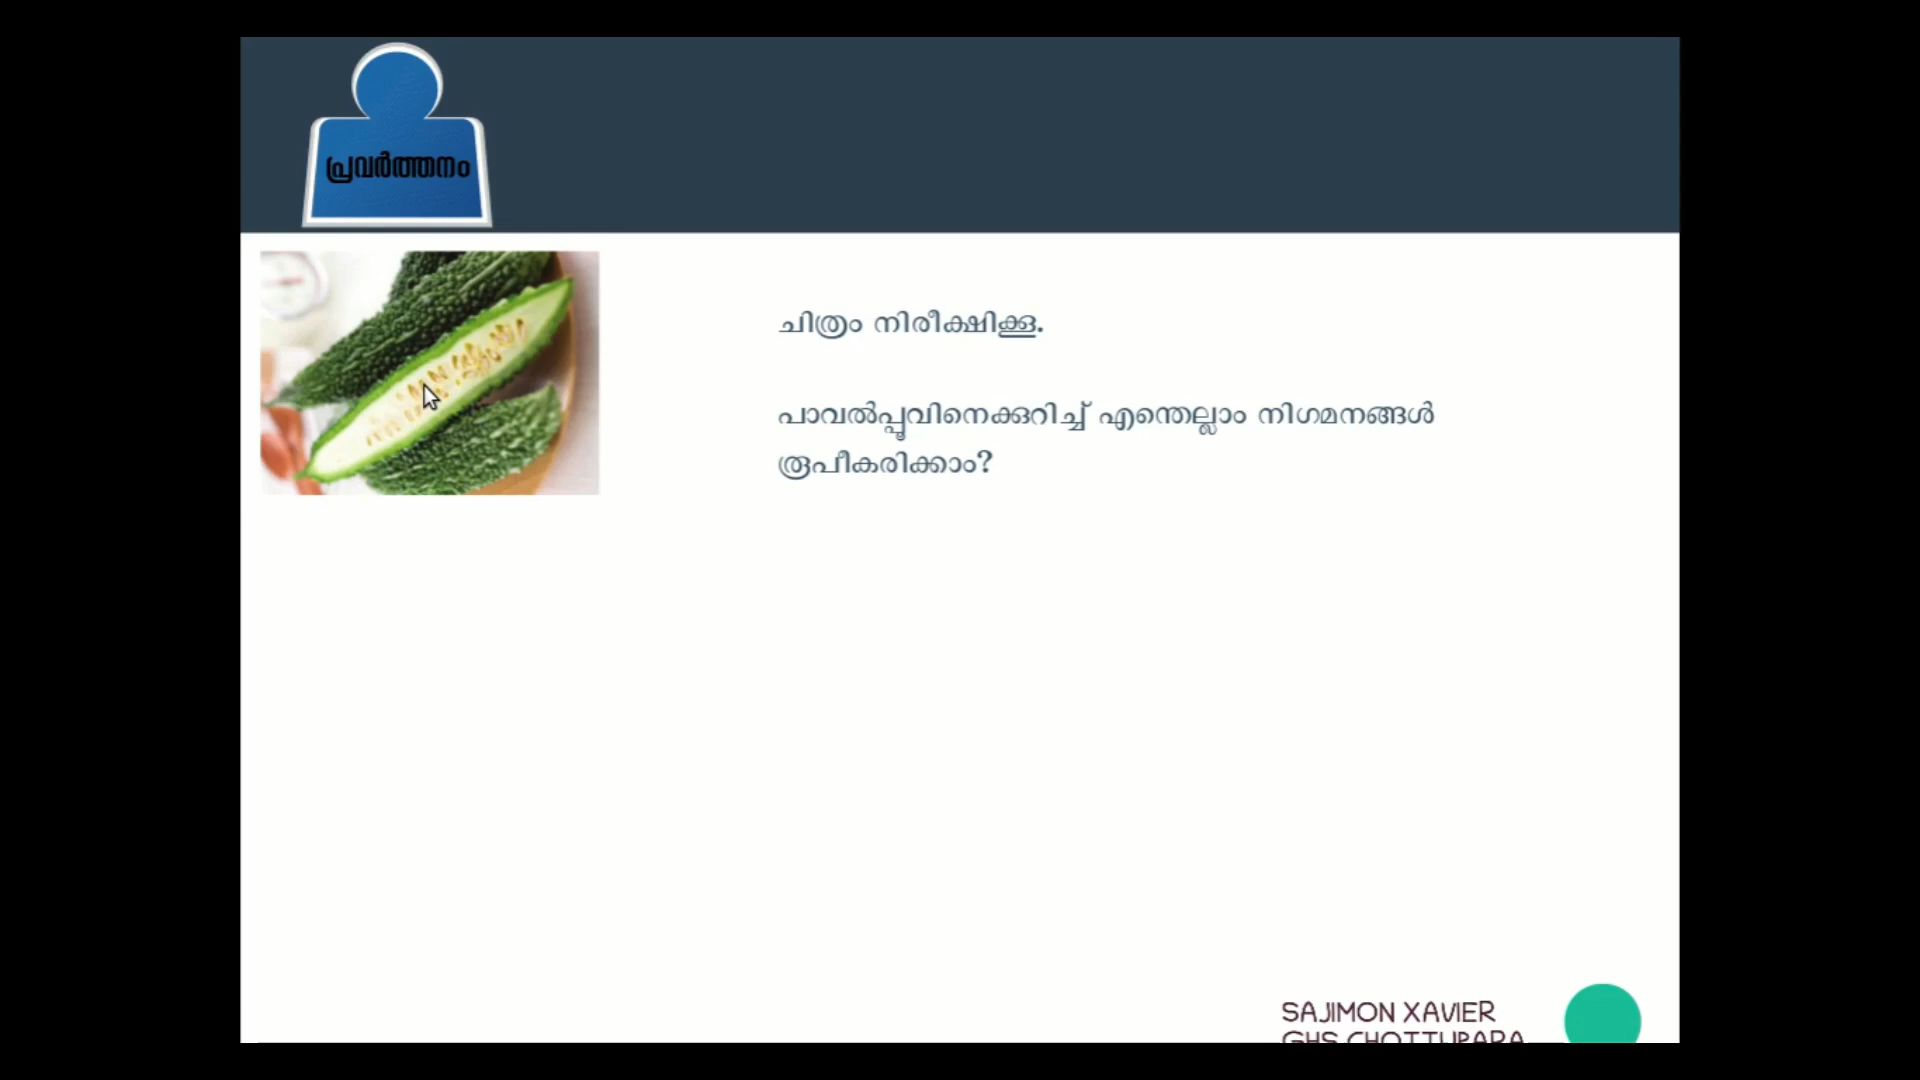 പ്രവർത്തനം
ചിത്രം നിരീക്ഷിക്കൂ.
പാവൽപ്പൂവിനെക്കുറിച്ച് എന്തെല്ലാം നിഗമനങ്ങൾ
രൂപീകരിക്കാം?
SAJIMON XAVIER
GHS CHOTTUPARA